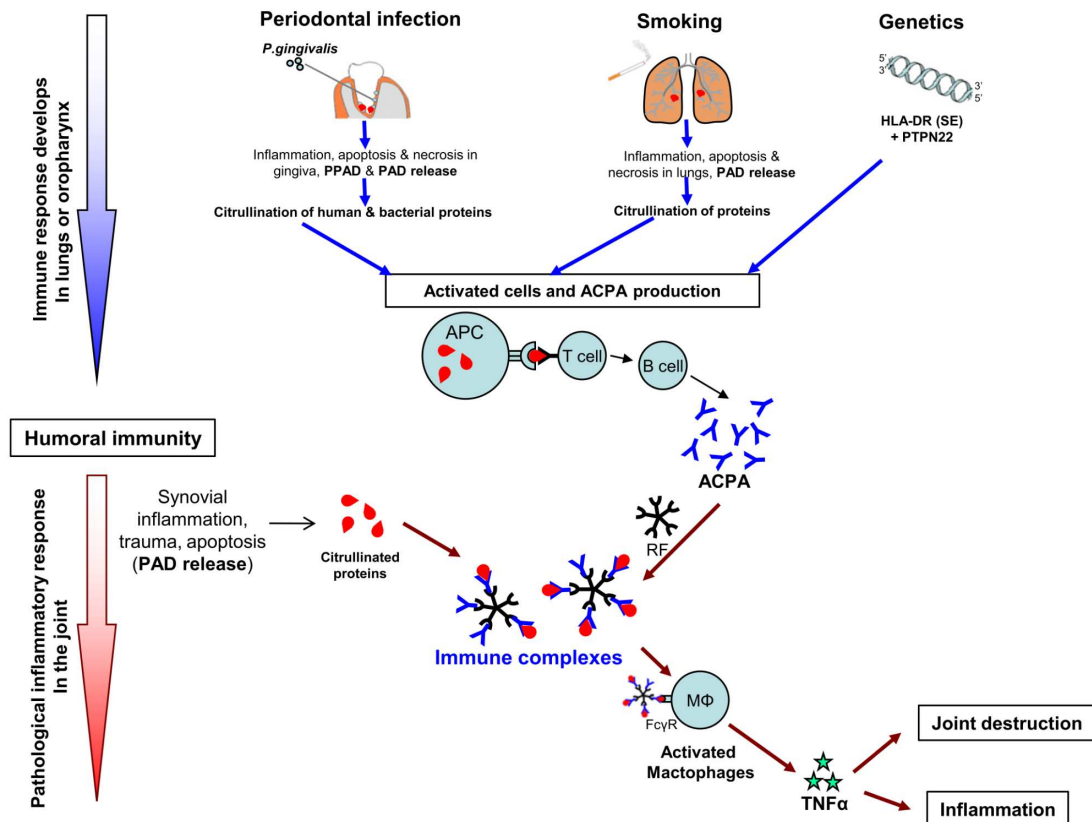 Periodontal infection
Smoking
Genetics
P.gingivalis
5'
3'
3'
5'
HLA-DR (SE)
+ PTPN22
Immune response develops
In lungs or oropharynx
Inflammation, apoptosis & necrosis in
gingiva, PPAD & PAD release
Inflammation, apoptosis &
necrosis in lungs, PAD release
Citrullination of human & bacterial proteins
Citrullination of proteins
Activated cells and ACPA production
APC
T cell
B cell
ACPA
Humoral immunity
Pathological inflammatory response
In the joint
Synovial
inflammation,
trauma, apoptosis
(PAD release)
Citrullinated
proteins
RF
Immune complexes
MΦ
FcγR
Activated
Mactophages
TNFα
Joint destruction
Inflammation